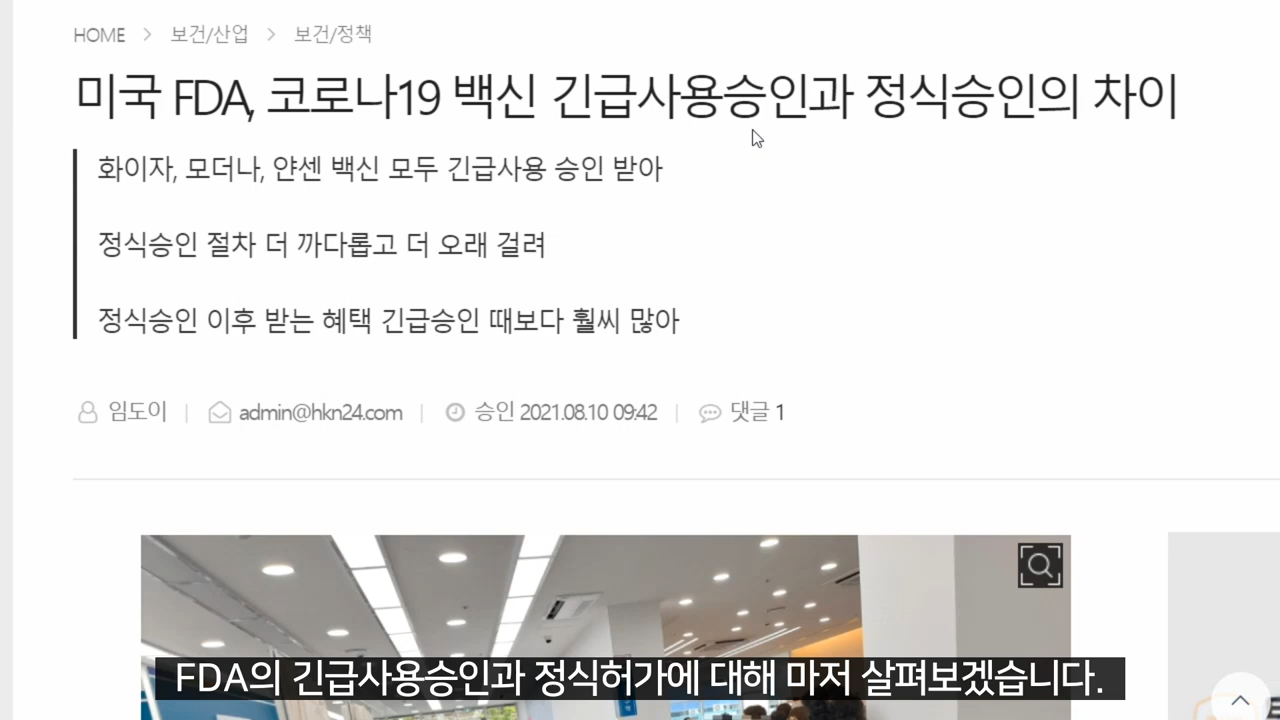 HOME > 보건/산업 > 보건/정책
미국 FDA, 코로나19 백신 긴급사용승인과 정식승인의 차이
화이자, 모더나, 얀센 백신 모두 긴급사용 승인 받아
정식승인 절차 더 까다롭고 더 오래 걸려
정식승인 이후 받는 혜택 긴급승인 때보다 훨씨 많아
임도이 | admin@hkn24.com | 승인 2021.08.10 09:42 | 댓글 1
FDA의 긴급사용승인과 정식허가에 대해 마저 살펴보겠습니다.